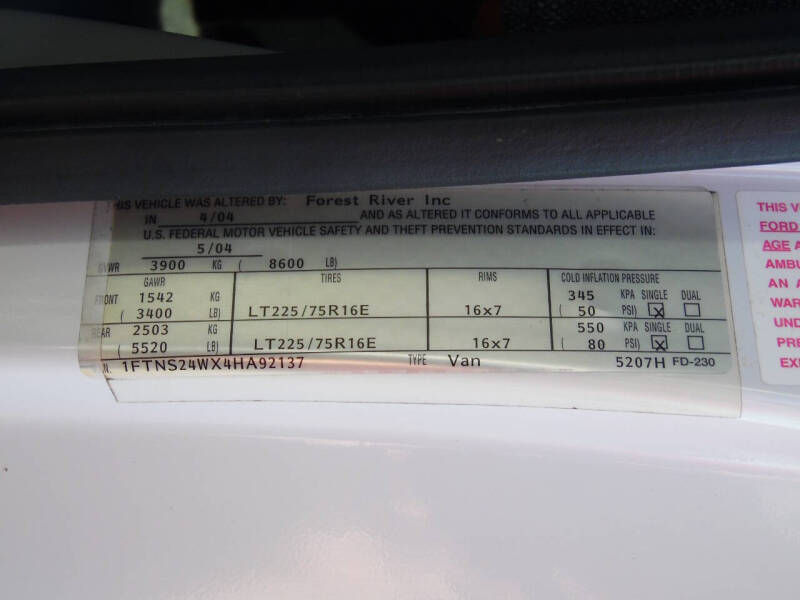 HIS VEHICLE WAS ALTERED BY: Forest River Inc
IN 4/04 AND AS ALTERED IT CONFORMS TO ALL APPLICABLE
U.S. FEDERAL MOTOR VEHICLE SAFETY AND THEFT PREVENTION STANDARDS IN EFFECT IN:
5/04
GVWR 3900 KG ( 8600 LB)
GAWR TIRES RIMS COLD INFLATION PRESSURE
FRONT 1542 KG 345 KPA SINGLE DUAL
( 3400 LB) LT225/75R16E 16x7 ( 50 PSI) X
REAR 2503 KG 550 KPA SINGLE DUAL
( 5520 LB) LT225/75R16E 16x7 ( 80 PSI) X
N. 1FTNS24WX4HA92137 TYPE Van 5207H FD-230
THIS V
FORD
AGE A
AMBU
AN A
WAR
UND
PRE
EXI